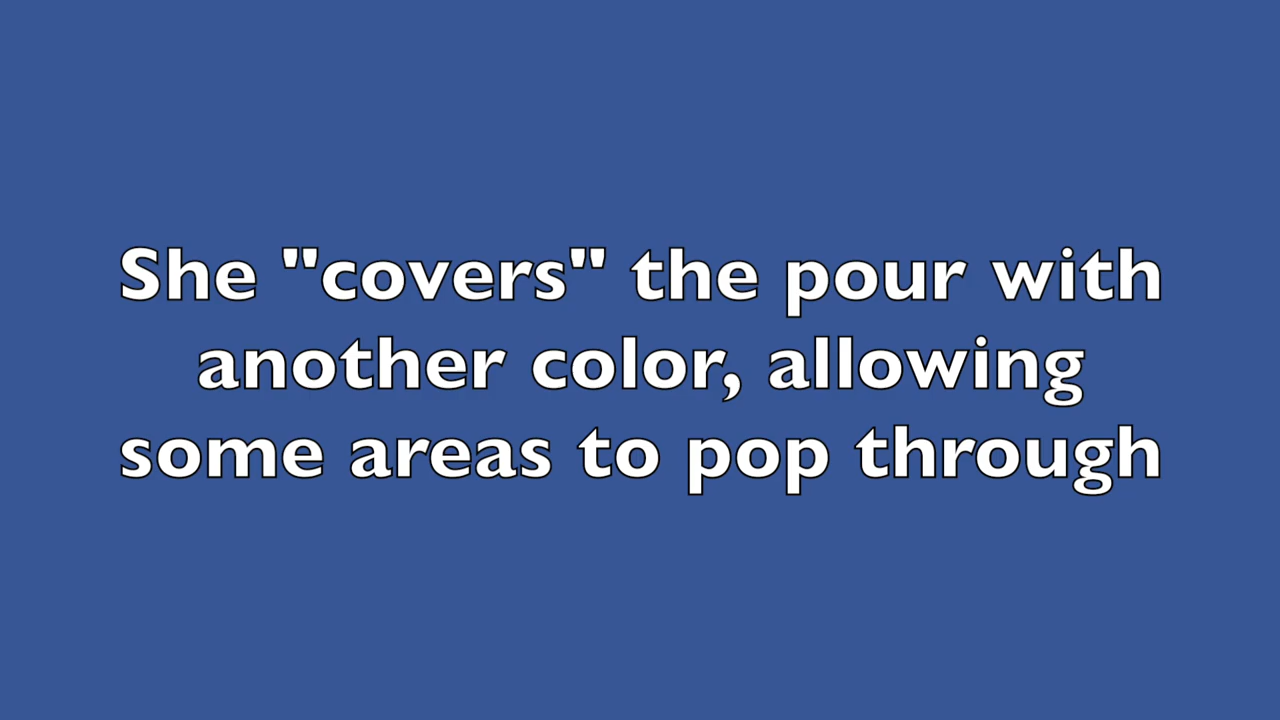 She "covers" the pour with
another color, allowing
some areas to pop through